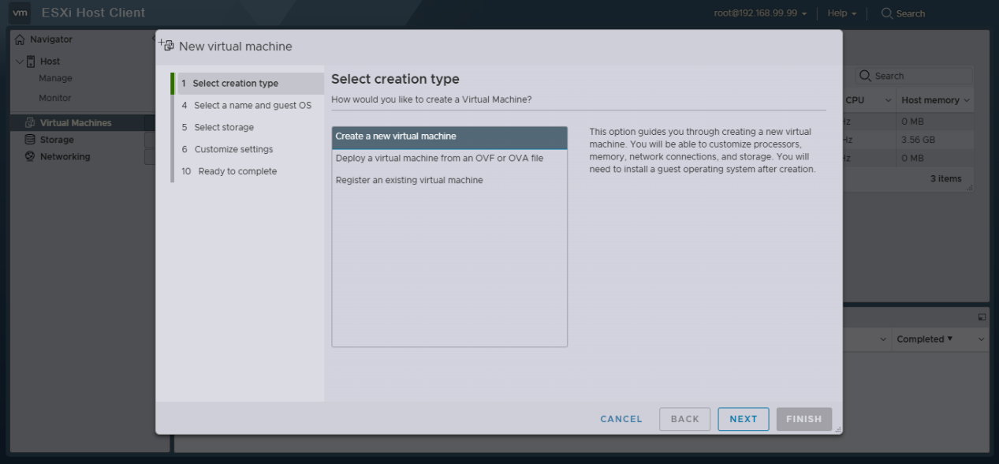 vm ESXi Host Client root@192.168.99.99 Help Search
Navigator
Host
Manage
Monitor
Virtual Machines
Storage
Networking
New virtual machine
1 Select creation type
4 Select a name and guest OS
5 Select storage
6 Customize settings
10 Ready to complete
Select creation type
How would you like to create a Virtual Machine?
Create a new virtual machine
Deploy a virtual machine from an OVF or OVA file
Register an existing virtual machine
This option guides you through creating a new virtual
machine. You will be able to customize processors,
memory, network connections, and storage. You will
need to install a guest operating system after creation.
CANCEL BACK NEXT FINISH
Search
CPU Host memory
Hz 0 MB
Hz 3.56 GB
Hz 0 MB
3 items
Completed ▼